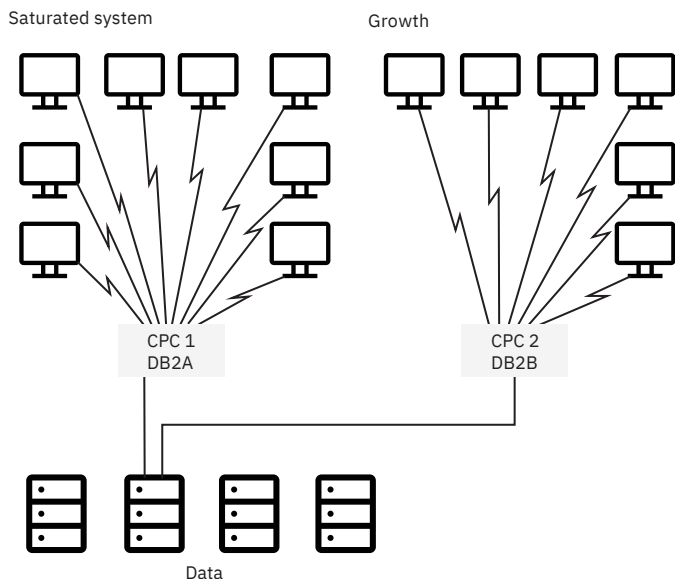 Saturated system
Growth
CPC 1
DB2A
CPC 2
DB2B
Data